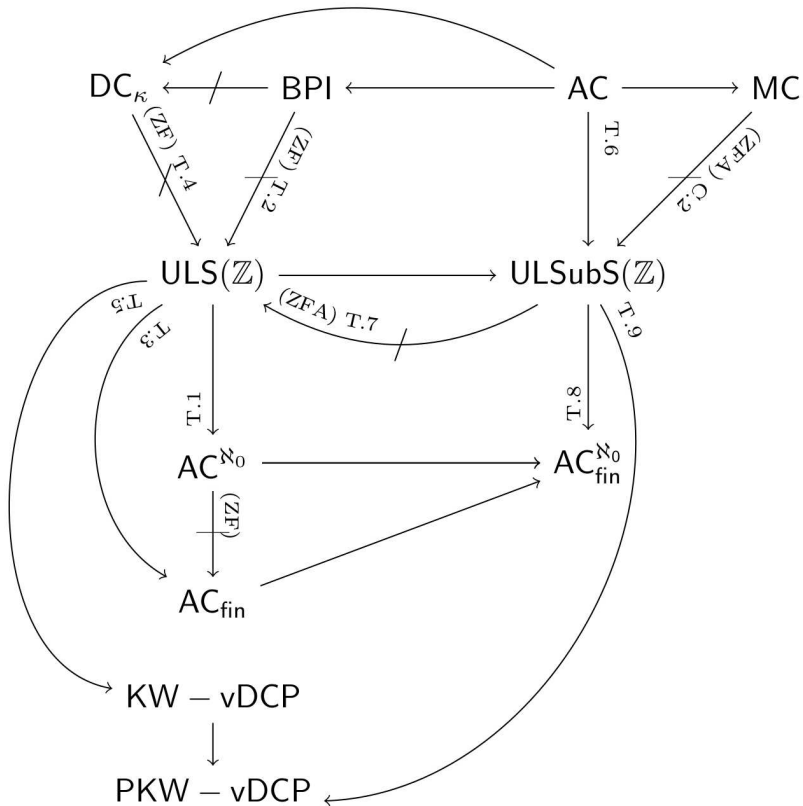 DC_κ BPI AC MC
(ZF) T.4
(ZF) T.2
T.6
(ZFA) C.2
ULS(ℤ) ULSubS(ℤ)
T.5
T.3
(ZFA) T.7
T.9
T.1
T.8
AC^ℵ₀ AC_fin^ℵ₀
(ZF)
AC_fin
KW – vDCP
PKW – vDCP